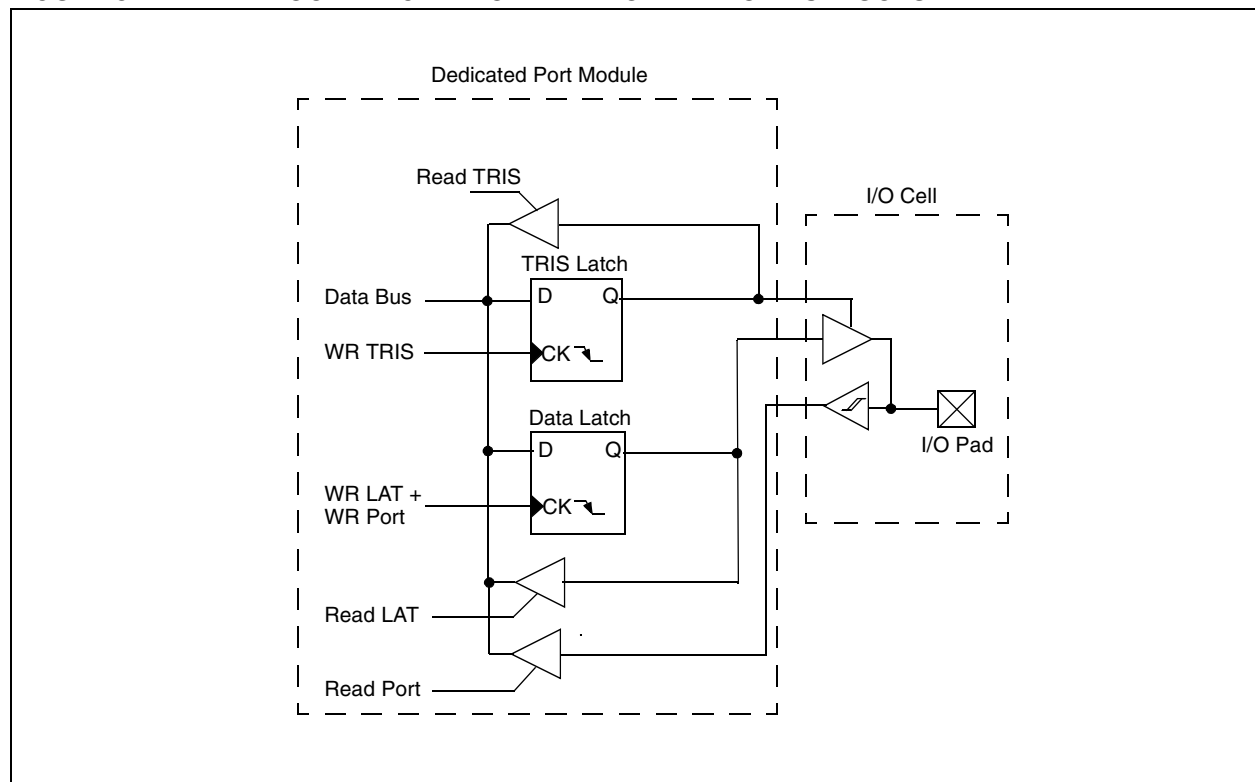 Dedicated Port Module
Read TRIS
I/O Cell
TRIS Latch
Data Bus
D
Q
WR TRIS
CK
I/O Pad
Data Latch
D
Q
WR LAT +
WR Port
CK
Read LAT
Read Port